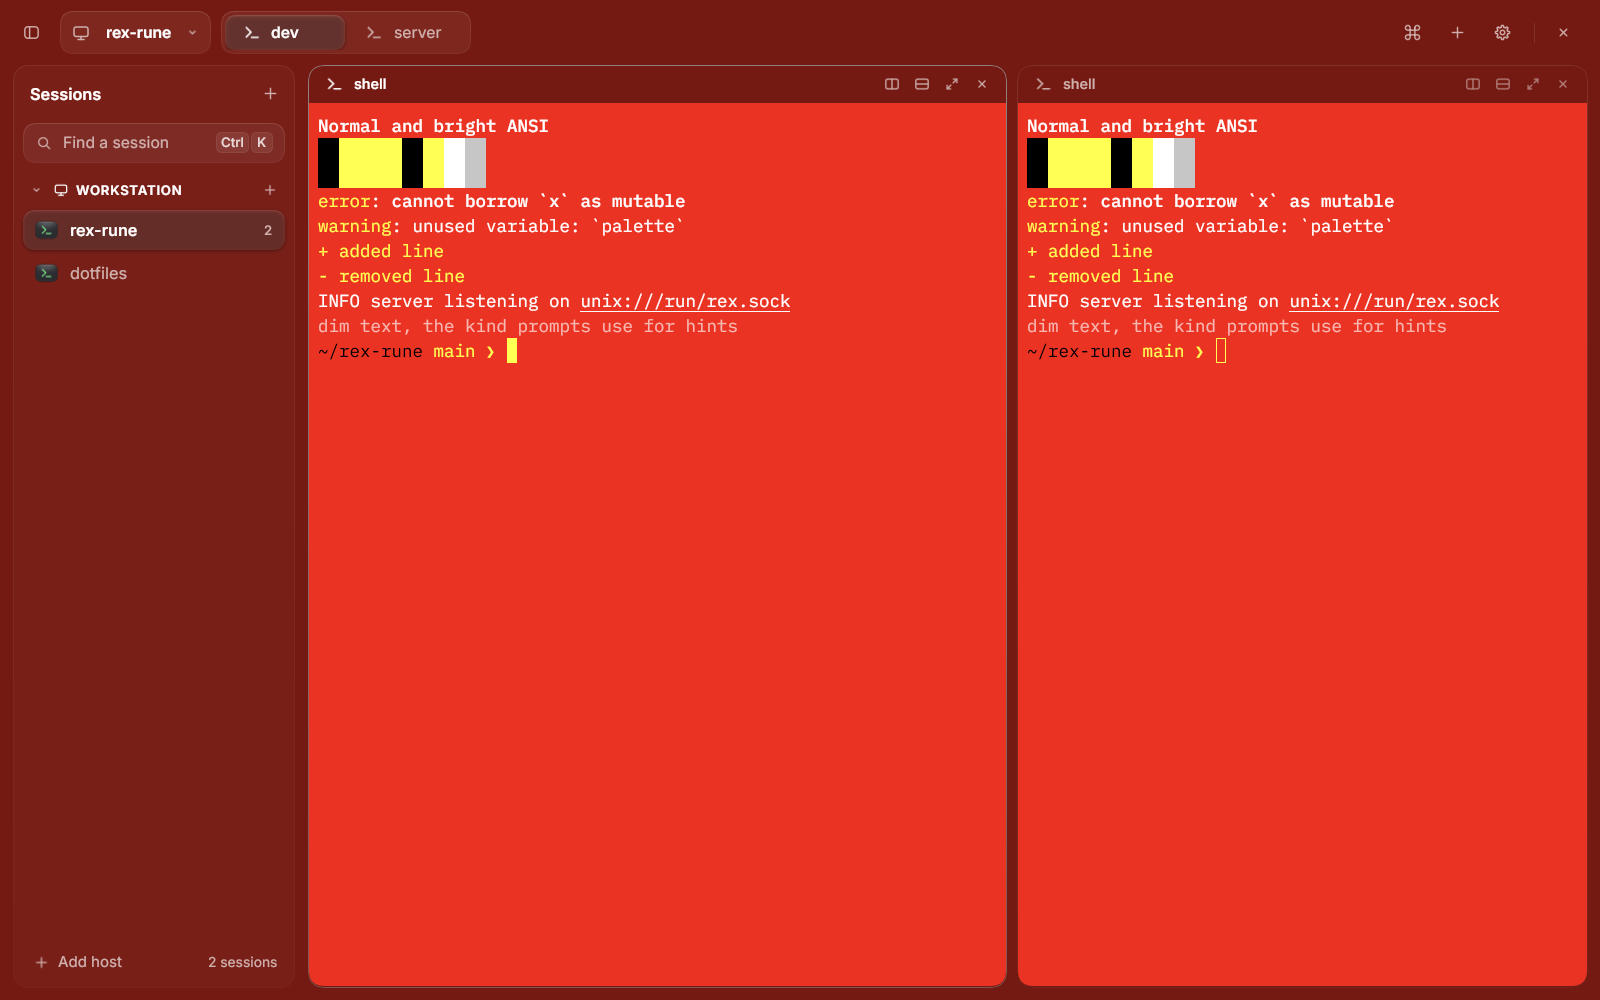 rex-rune
dev
server
Sessions
Find a session
Ctrl K
WORKSTATION
rex-rune 2
dotfiles
Add host
2 sessions
shell
Normal and bright ANSI
error: cannot borrow `x` as mutable
warning: unused variable: `palette`
+ added line
- removed line
INFO server listening on unix:///run/rex.sock
dim text, the kind prompts use for hints
~/rex-rune main ❯
shell
Normal and bright ANSI
error: cannot borrow `x` as mutable
warning: unused variable: `palette`
+ added line
- removed line
INFO server listening on unix:///run/rex.sock
dim text, the kind prompts use for hints
~/rex-rune main ❯